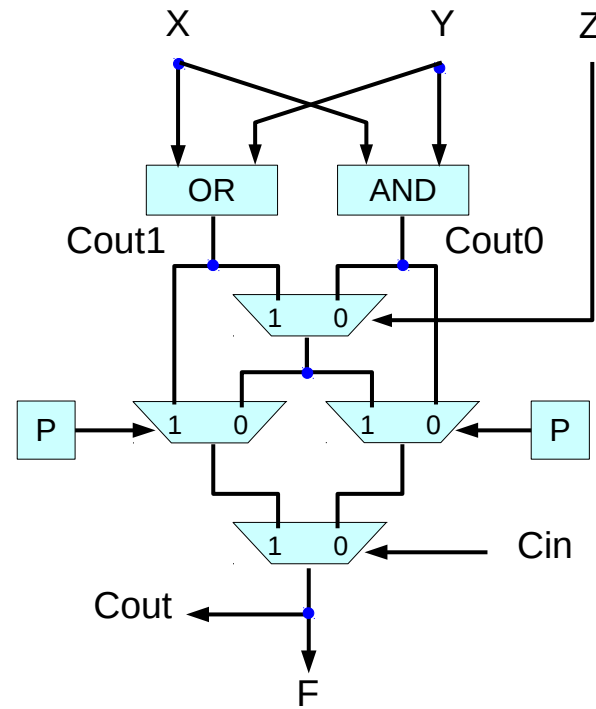 X Y Z
OR AND
Cout1 Cout0
1 0
P 1 0 1 0 P
1 0 Cin
Cout
F